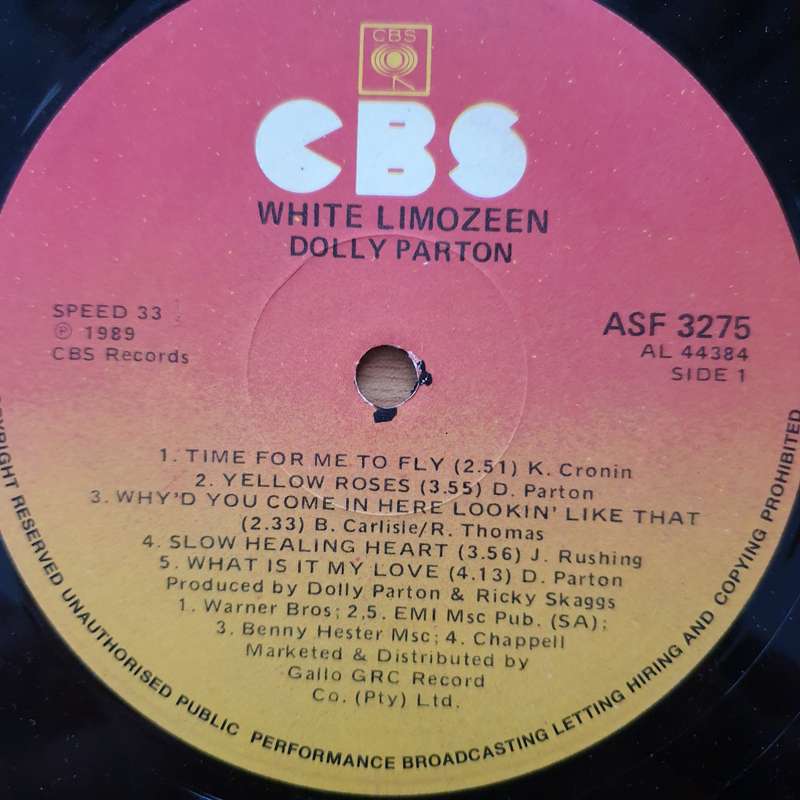 CBS
CBS
WHITE LIMOZEEN
DOLLY PARTON
SPEED 33
℗ 1989
CBS Records
ASF 3275
AL 44384
SIDE 1
1. TIME FOR ME TO FLY (2.51) K. Cronin
2. YELLOW ROSES (3.55) D. Parton
3. WHY'D YOU COME IN HERE LOOKIN' LIKE THAT
(2.33) B. Carlisle/R. Thomas
4. SLOW HEALING HEART (3.56) J. Rushing
5. WHAT IS IT MY LOVE (4.13) D. Parton
Produced by Dolly Parton & Ricky Skaggs
1. Warner Bros; 2,5. EMI Msc Pub. (SA);
3. Benny Hester Msc; 4. Chappell
Marketed & Distributed by
Gallo GRC Record
Co. (Pty) Ltd.
RESERVED UNAUTHORISED PUBLIC PERFORMANCE BROADCASTING LETTING HIRING AND COPYING PROHIBITED